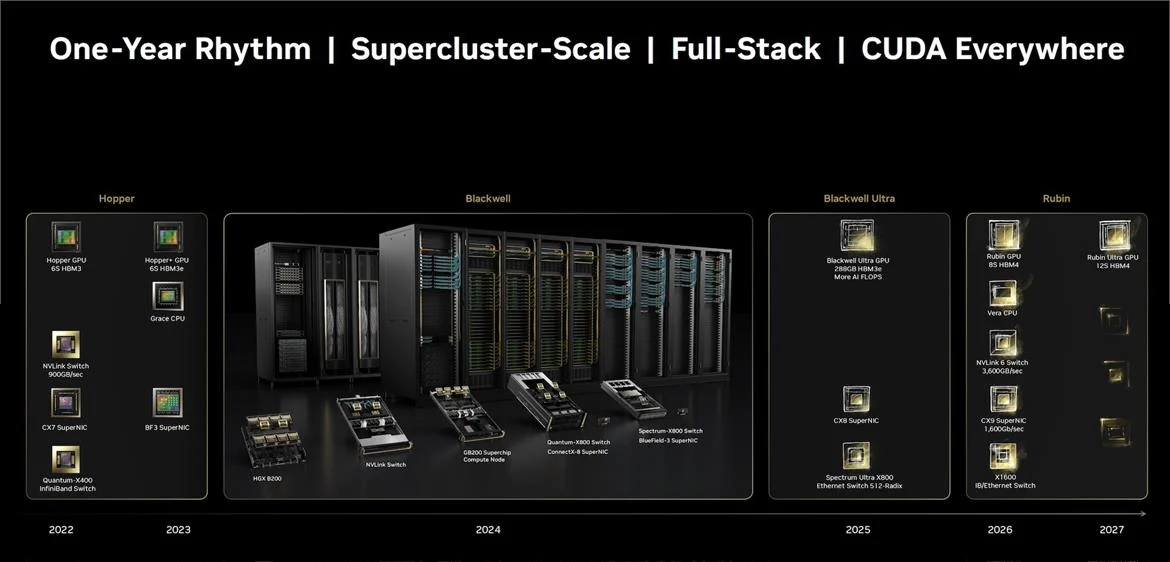 One-Year Rhythm | Supercluster-Scale | Full-Stack | CUDA Everywhere
Hopper
Hopper GPU
6S HBM3
Hopper+ GPU
6S HBM3e
Grace CPU
NVLink Switch
900GB/sec
CX7 SuperNIC
BF3 SuperNIC
Quantum-X400
InfiniBand Switch
Blackwell
HGX B200
NVLink Switch
GB200 Superchip
Compute Node
Quantum-X800 Switch
ConnectX-8 SuperNIC
Spectrum-X800 Switch
BlueField-3 SuperNIC
Blackwell Ultra
Blackwell Ultra GPU
288GB HBM3e
More AI FLOPS
CX8 SuperNIC
Spectrum Ultra X800
Ethernet Switch 512-Radix
Rubin
Rubin GPU
8S HBM4
Rubin Ultra GPU
12S HBM4
Vera CPU
NVLink 6 Switch
3,600GB/sec
CX9 SuperNIC
1,600Gb/sec
X1600
IB/Ethernet Switch
2022
2023
2024
2025
2026
2027